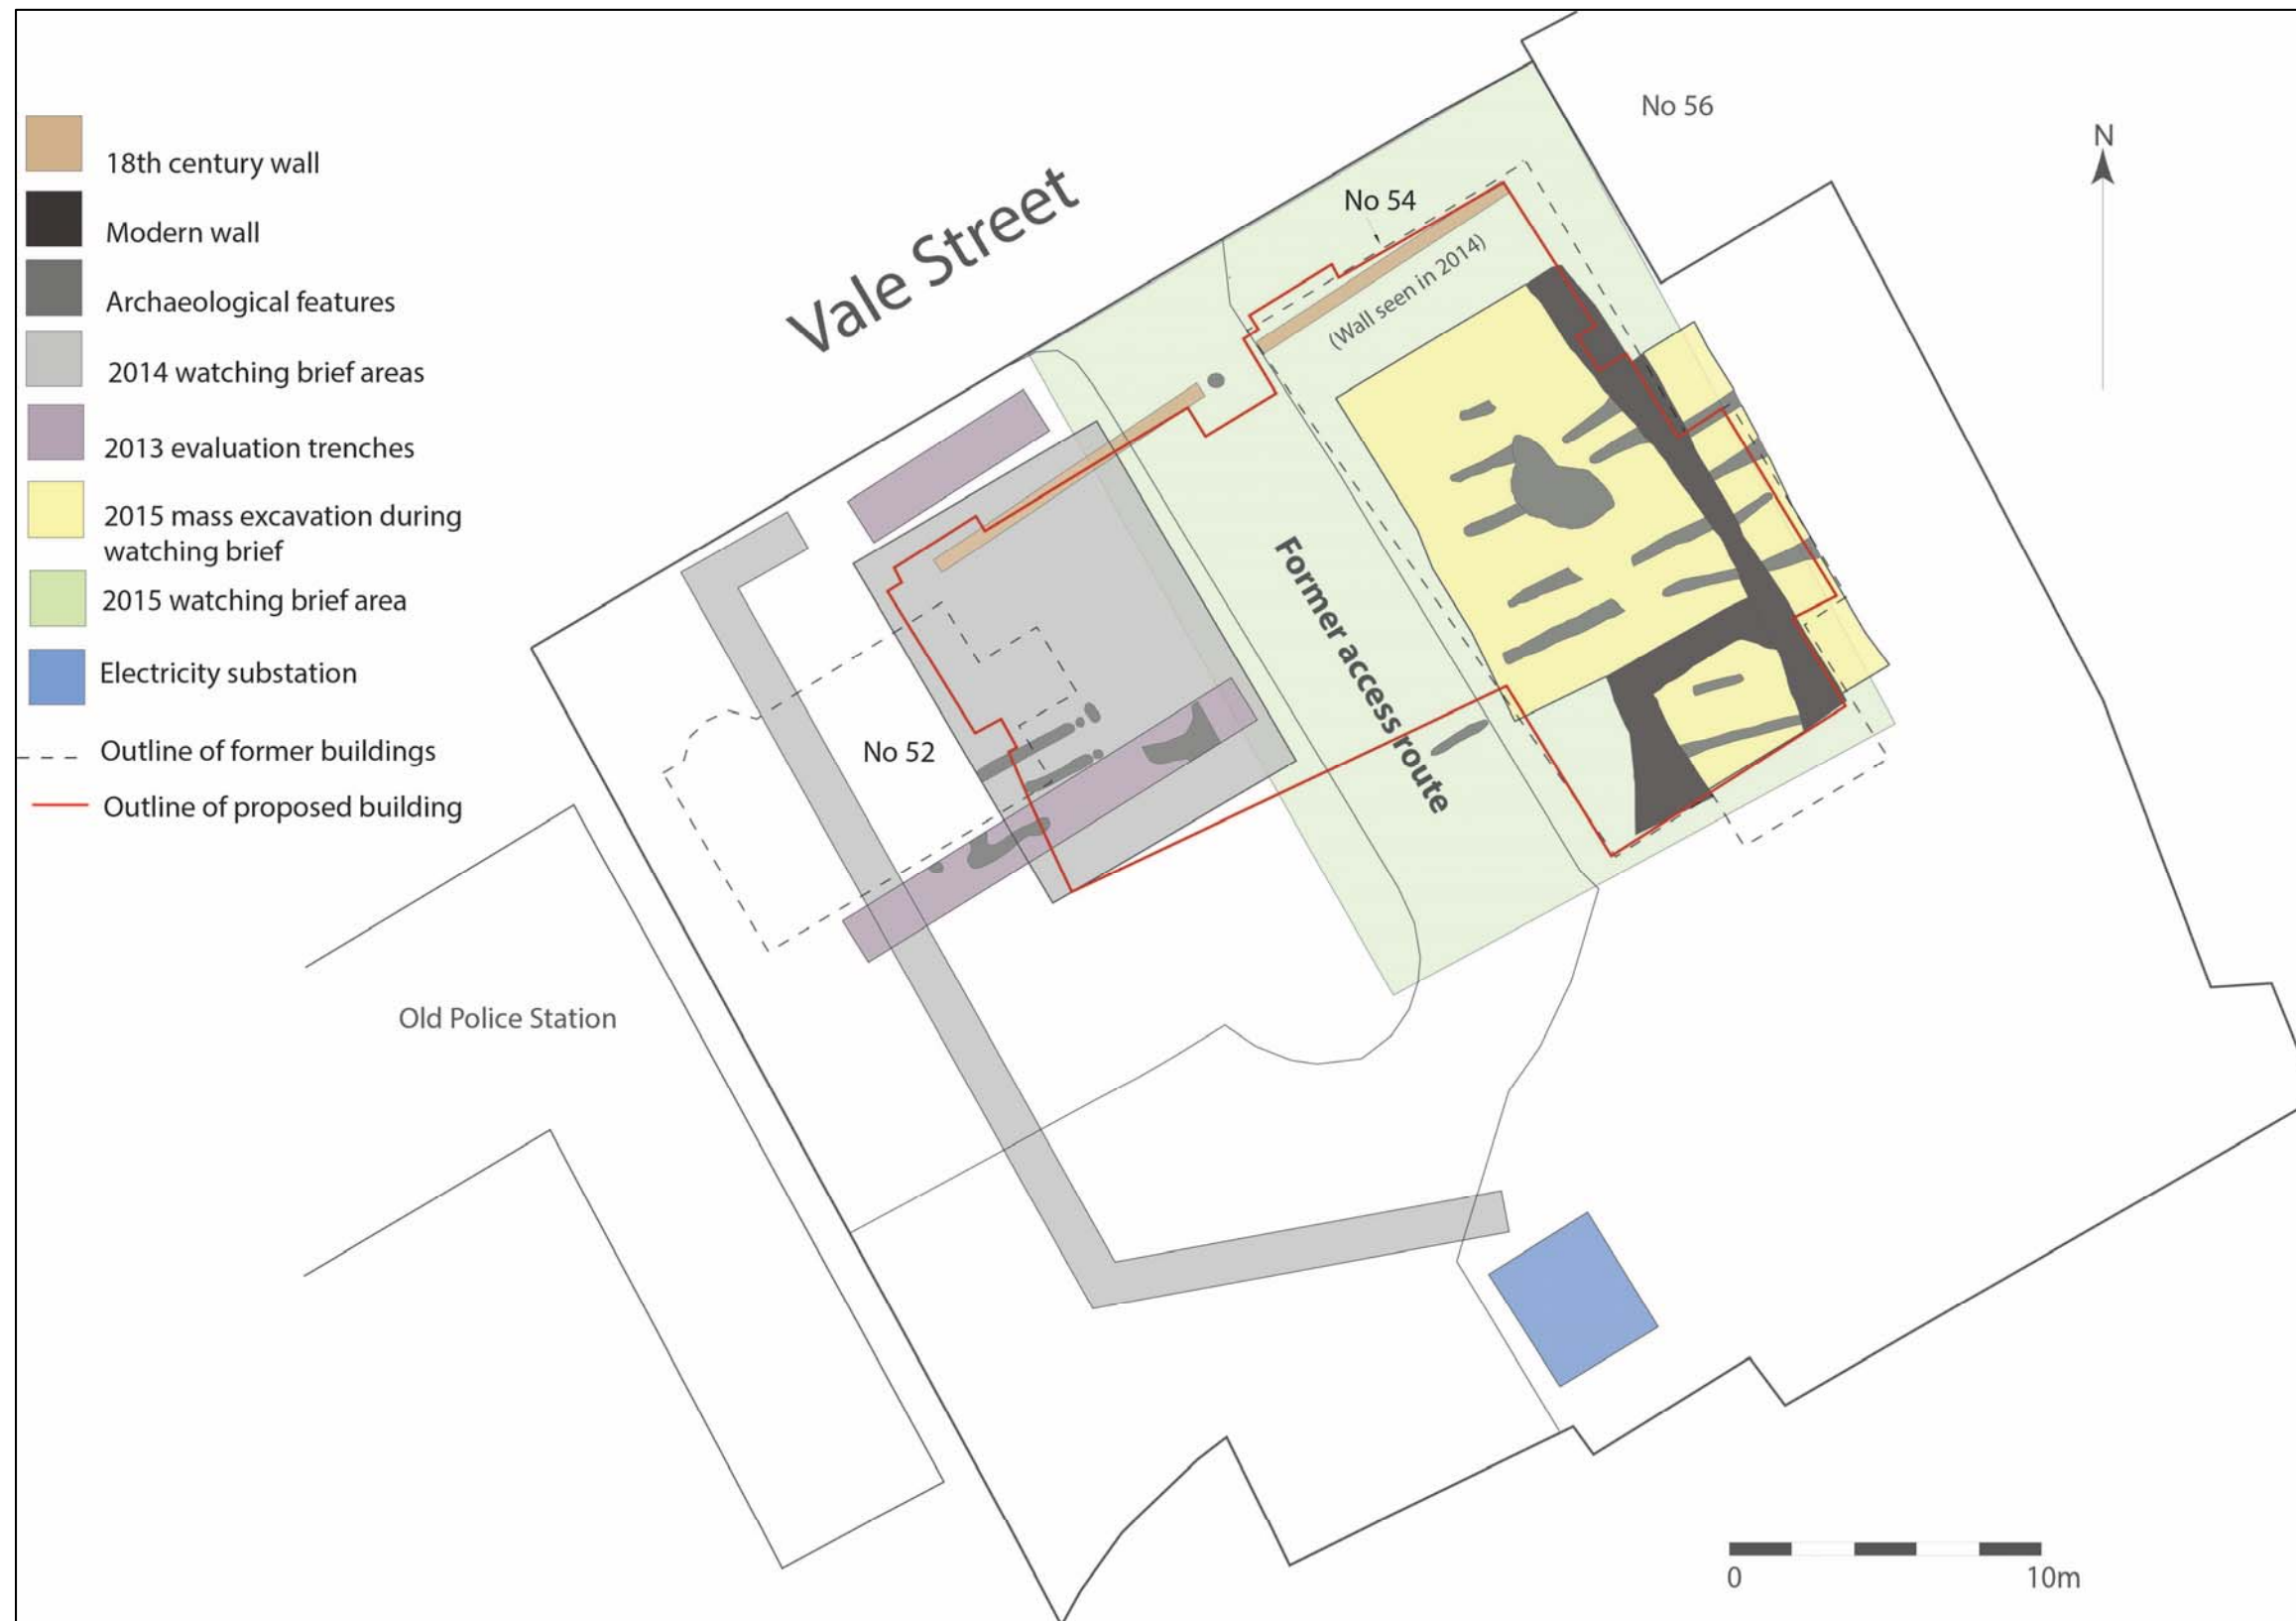 18th century wall
Modern wall
Archaeological features
2014 watching brief areas
2013 evaluation trenches
2015 mass excavation during
watching brief
2015 watching brief area
Electricity substation
Outline of former buildings
Outline of proposed building
Vale Street
No 56
N
No 54
(Wall seen in 2014)
Former access route
No 52
Old Police Station
0 10m